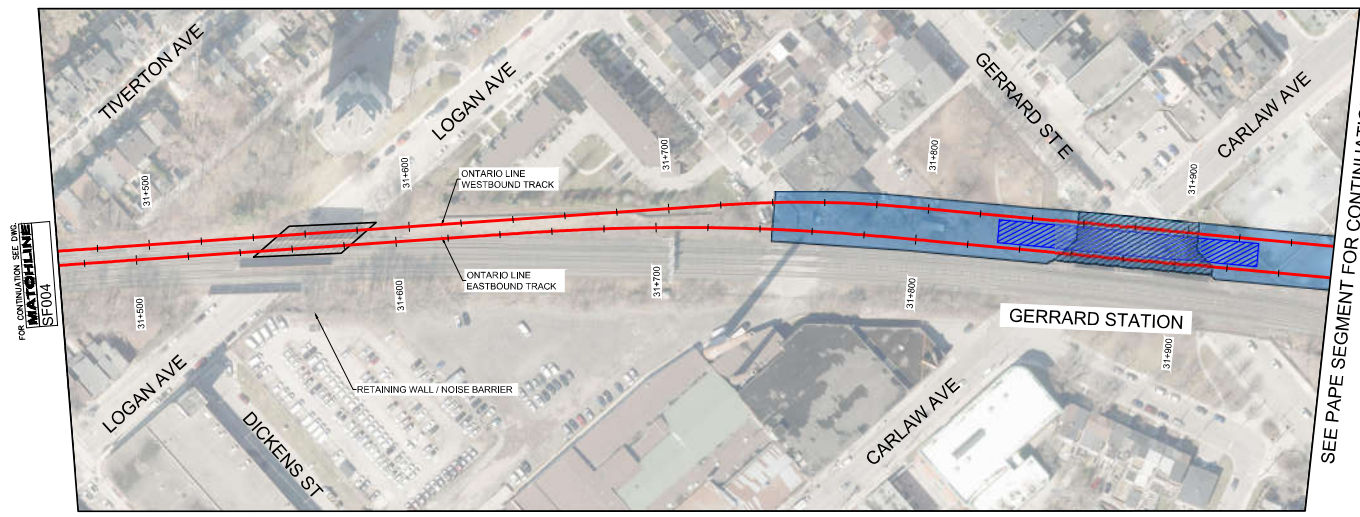 TIVERTON AVE
LOGAN AVE
GERRARD ST E
CARLAW AVE
31+500
31+600
31+700
31+800
31+900
ONTARIO LINE
WESTBOUND TRACK
ONTARIO LINE
EASTBOUND TRACK
FOR CONTINUATION SEE DWG.
MATCHLINE
SF004
31+500
31+600
31+700
31+800
31+900
GERRARD STATION
RETAINING WALL / NOISE BARRIER
LOGAN AVE
DICKENS ST
CARLAW AVE
SEE PAPE SEGMENT FOR